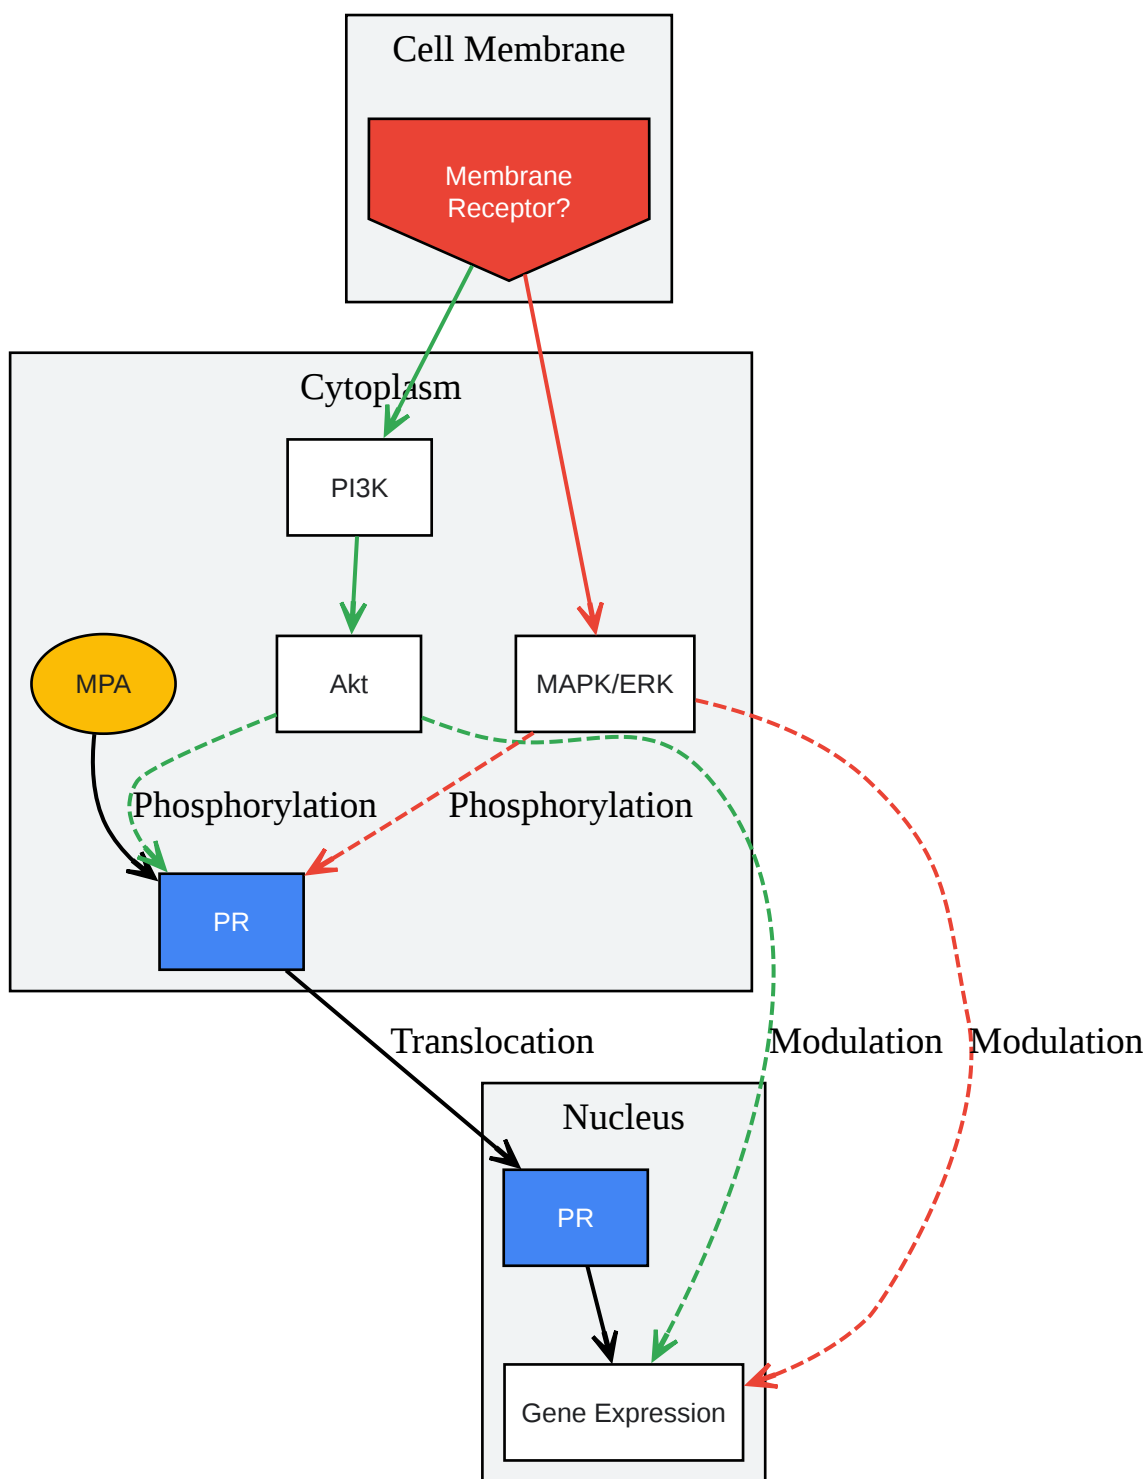 Cell Membrane
Membrane
Receptor?
Cytoplasm
PI3K
MPA
Akt
MAPK/ERK
Phosphorylation
Phosphorylation
PR
Translocation
Modulation
Modulation
Nucleus
PR
Gene Expression